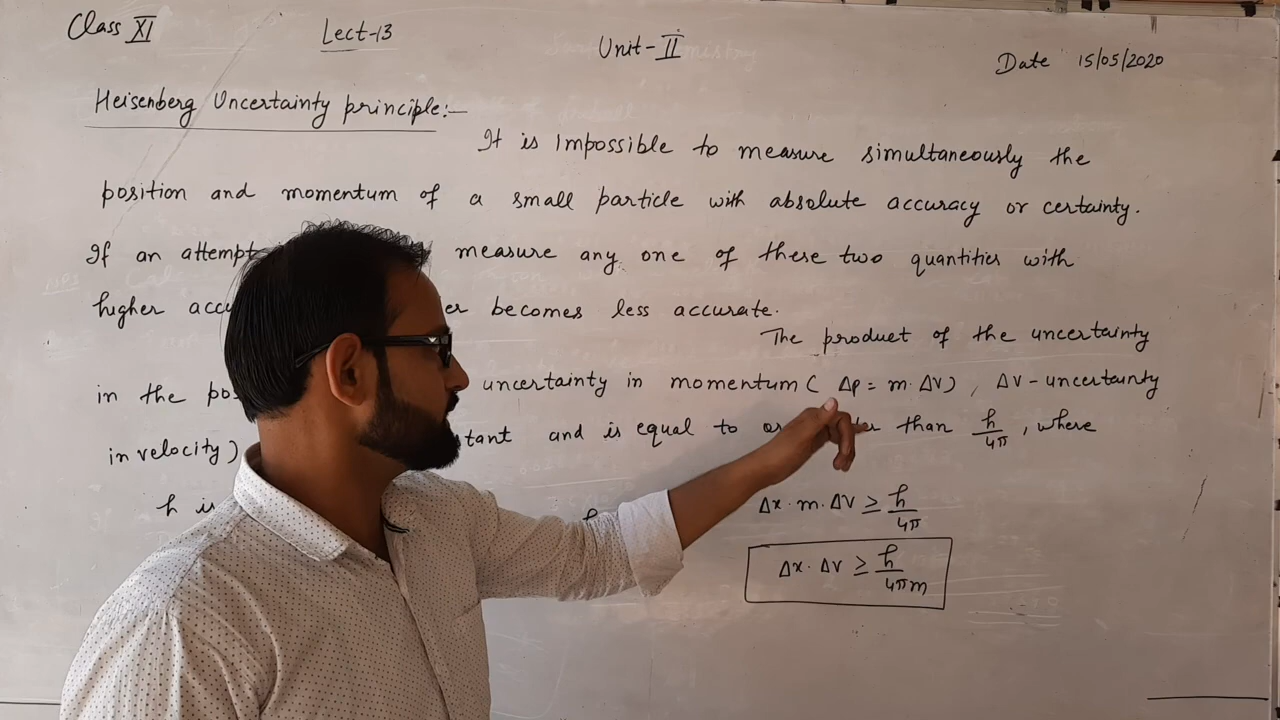 Class XI Lect-13 Unit-II Date 15/05/2020
Heisenberg Uncertainty principle:-
It is impossible to measure simultaneously the
position and momentum of a small particle with absolute accuracy or certainty.
If an attempt measure any one of these two quantities with
higher becomes less accurate.
The product of the uncertainty
in the uncertainty in momentum ( Δp = m. Δv) , Δv - uncertainty
in velocity) and is equal to than h/4π , where
h is
Δx. m. Δv ≥ h/4π
Δx. Δv ≥ h/4πm